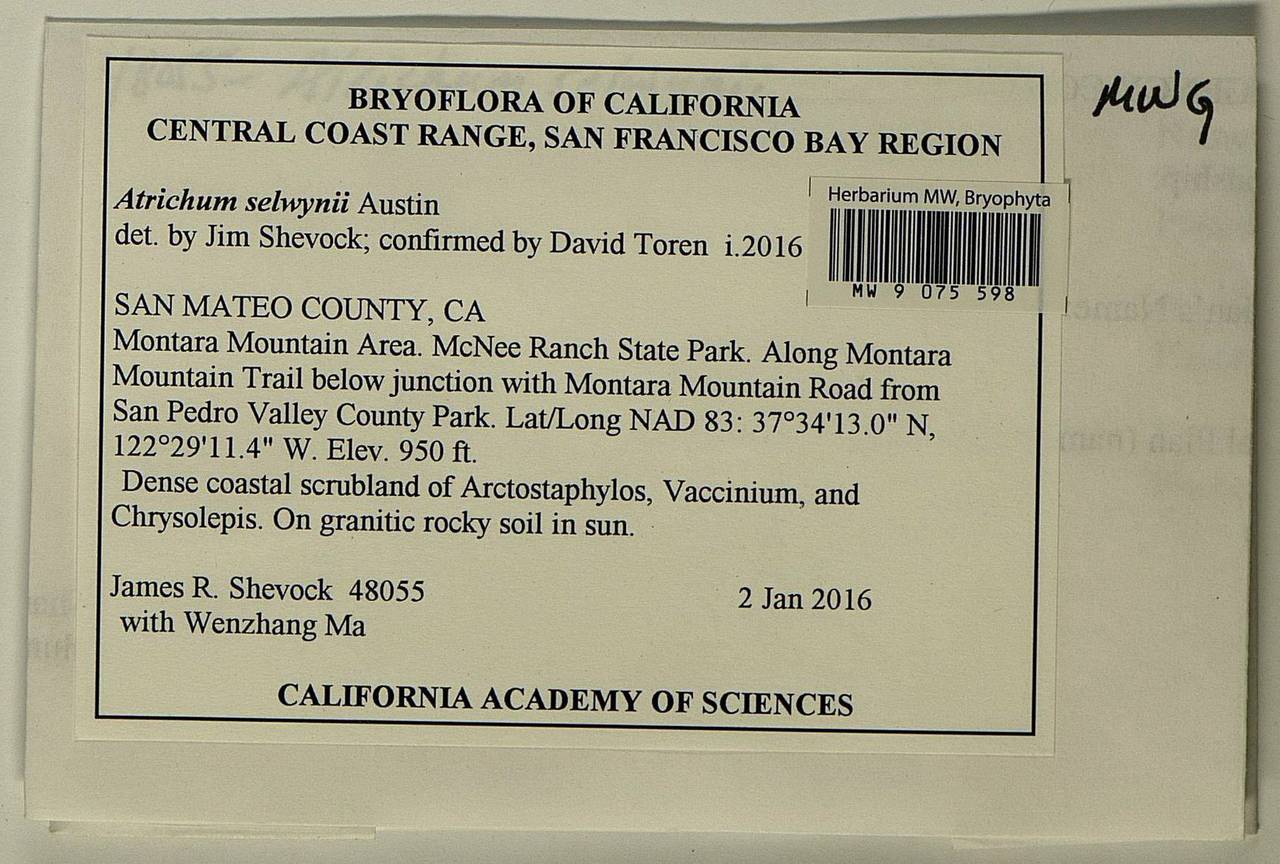 MWG
BRYOFLORA OF CALIFORNIA
CENTRAL COAST RANGE, SAN FRANCISCO BAY REGION
Atrichum selwynii Austin
det. by Jim Shevock; confirmed by David Toren i.2016
Herbarium MW, Bryophyta
MW 9 075 598
SAN MATEO COUNTY, CA
Montara Mountain Area. McNee Ranch State Park. Along Montara
Mountain Trail below junction with Montara Mountain Road from
San Pedro Valley County Park. Lat/Long NAD 83: 37°34'13.0" N,
122°29'11.4" W. Elev. 950 ft.
Dense coastal scrubland of Arctostaphylos, Vaccinium, and
Chrysolepis. On granitic rocky soil in sun.
James R. Shevock 48055
2 Jan 2016
with Wenzhang Ma
CALIFORNIA ACADEMY OF SCIENCES